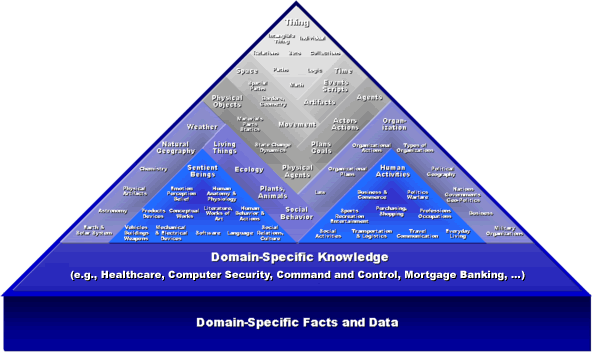 Thing
Intangible
Thing
Individual
Relations
Sets
Collections
Space
Paths
Logic
Time
Spatial
Paths
Math
Events
Scripts
Physical
Objects
Borders,
Geometry
Artifacts
Agents
Materials
Parts
Statics
Movement
Actors
Actions
Organ-
ization
Weather
Natural
Geography
Living
Things
State Change
Dynamics
Plans
Goals
Organizational
Actions
Types of
Organizations
Chemistry
Sentient
Beings
Ecology
Physical
Agents
Organizational
Plans
Human
Activities
Political
Geography
Physical
Artifacts
Emotion
Perception
Belief
Human
Anatomy &
Physiology
Plants,
Animals
Law
Business &
Commerce
Politics
Warfare
Nations
Governments
Geo-Politics
Astronomy
Products
Devices
Conceptual
Works
Literature,
Works of
Art
Human
Behavior &
Actions
Social
Behavior
Sports
Recreation
Entertainment
Purchasing,
Shopping
Professions
Occupations
Business
Earth &
Solar System
Vehicles
Buildings
Weapons
Mechanical
& Electrical
Devices
Software
Language
Social
Relations,
Culture
Social
Activities
Transportation
& Logistics
Travel
Communication
Everyday
Living
Military
Organizations
Domain-Specific Knowledge
(e.g., Healthcare, Computer Security, Command and Control, Mortgage Banking, ...)
Domain-Specific Facts and Data